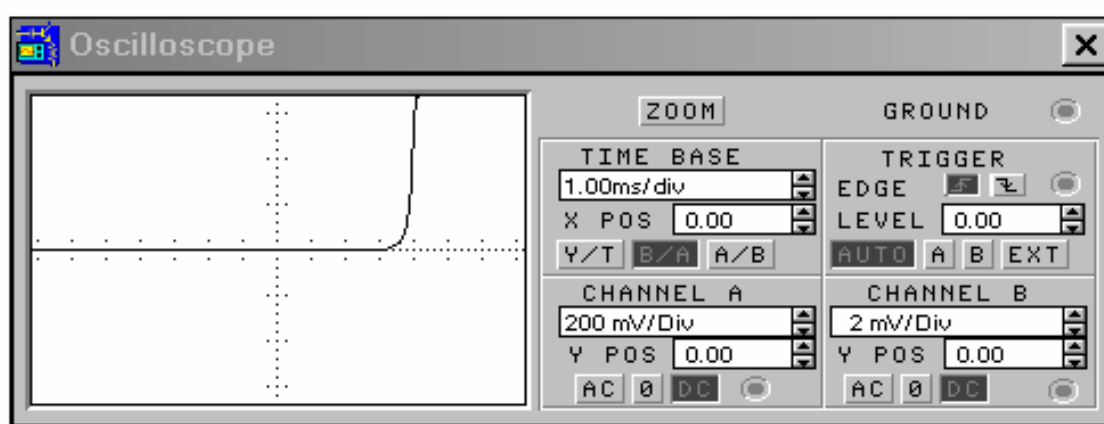 Oscilloscope
ZOOM GROUND
TIME BASE
1.00ms/div
X POS 0.00
Y/T B/A A/B
TRIGGER
EDGE
LEVEL 0.00
AUTO A B EXT
CHANNEL A
200 mV/Div
Y POS 0.00
AC 0 DC
CHANNEL B
2 mV/Div
Y POS 0.00
AC 0 DC